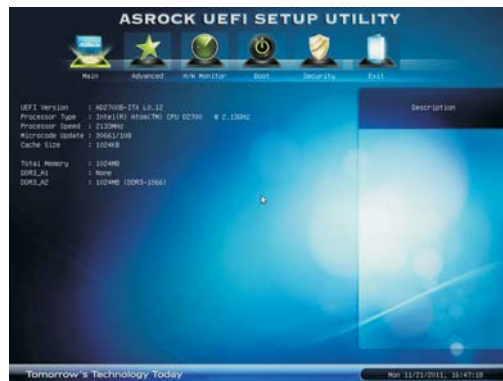 ASROCK UEFI SETUP UTILITY
Main Advanced H/W Monitor Boot Security Exit
UEFI Version : AD2700B-ITX L0.12
Processor Type : Intel(R) Atom(TM) CPU D2700 @ 2.13GHz
Processor Speed : 2133MHz
Microcode Update : 30661/10B
Cache Size : 1024KB
Total Memory : 1024MB
DDR3_A1 : None
DDR3_A2 : 1024MB (DDR3-1066)
Description
Tomorrow's Technology Today
Mon 11/21/2011, 16:47:18